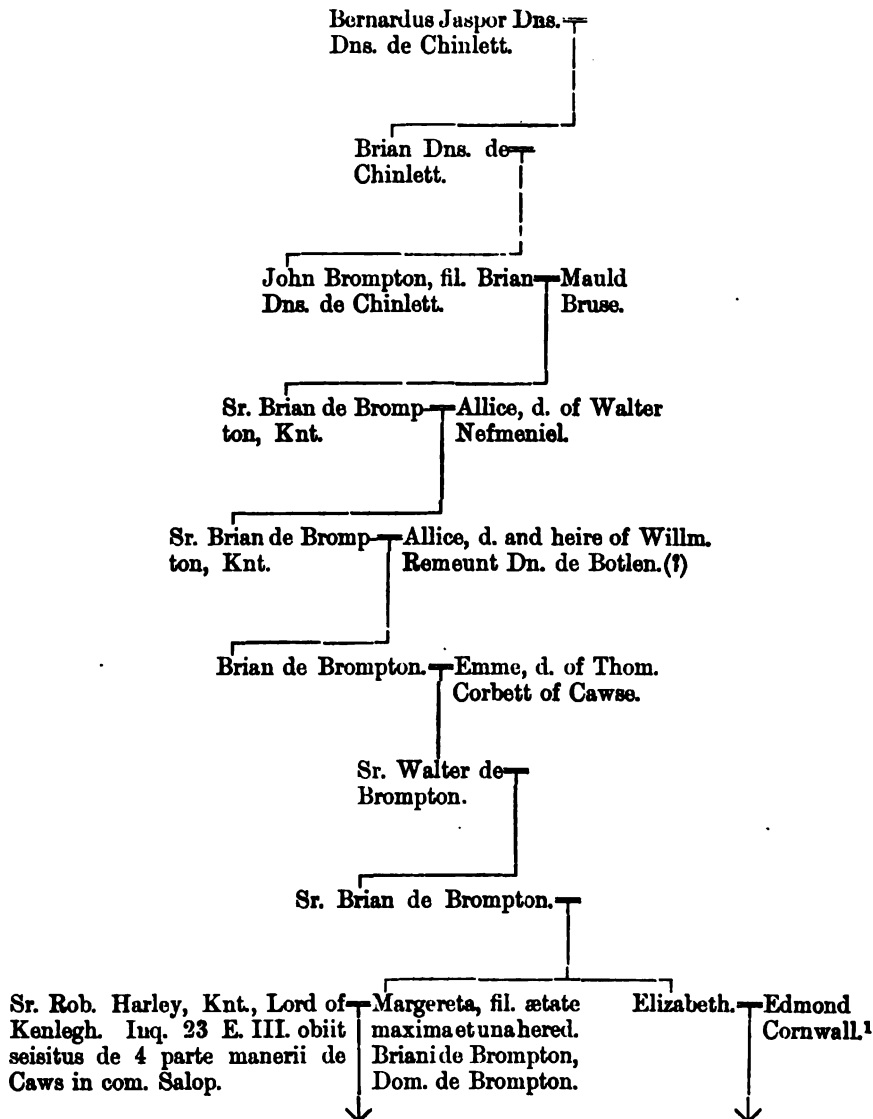 Bernardus Jaspor Dns.
Dns. de Chinlett.
Brian Dns. de
Chinlett.
John Brompton, fil. Brian
Dns. de Chinlett.
Mauld
Bruse.
Sr. Brian de Bromp
ton, Knt.
Allice, d. of Walter
Nefmeniel.
Sr. Brian de Bromp
ton, Knt.
Allice, d. and heire of Willm.
Remeunt Dn. de Botlen.(?)
Brian de Brompton.
Emme, d. of Thom.
Corbett of Cawse.
Sr. Walter de
Brompton.
Sr. Brian de Brompton.
Sr. Rob. Harley, Knt., Lord of
Kenlegh. Iuq. 23 E. III. obiit
seisitus de 4 parte manerii de
Caws in com. Salop.
Margereta, fil. ætate
maxima et una hered.
Briani de Brompton,
Dom. de Brompton.
Elizabeth.
Edmond
Cornwall.¹